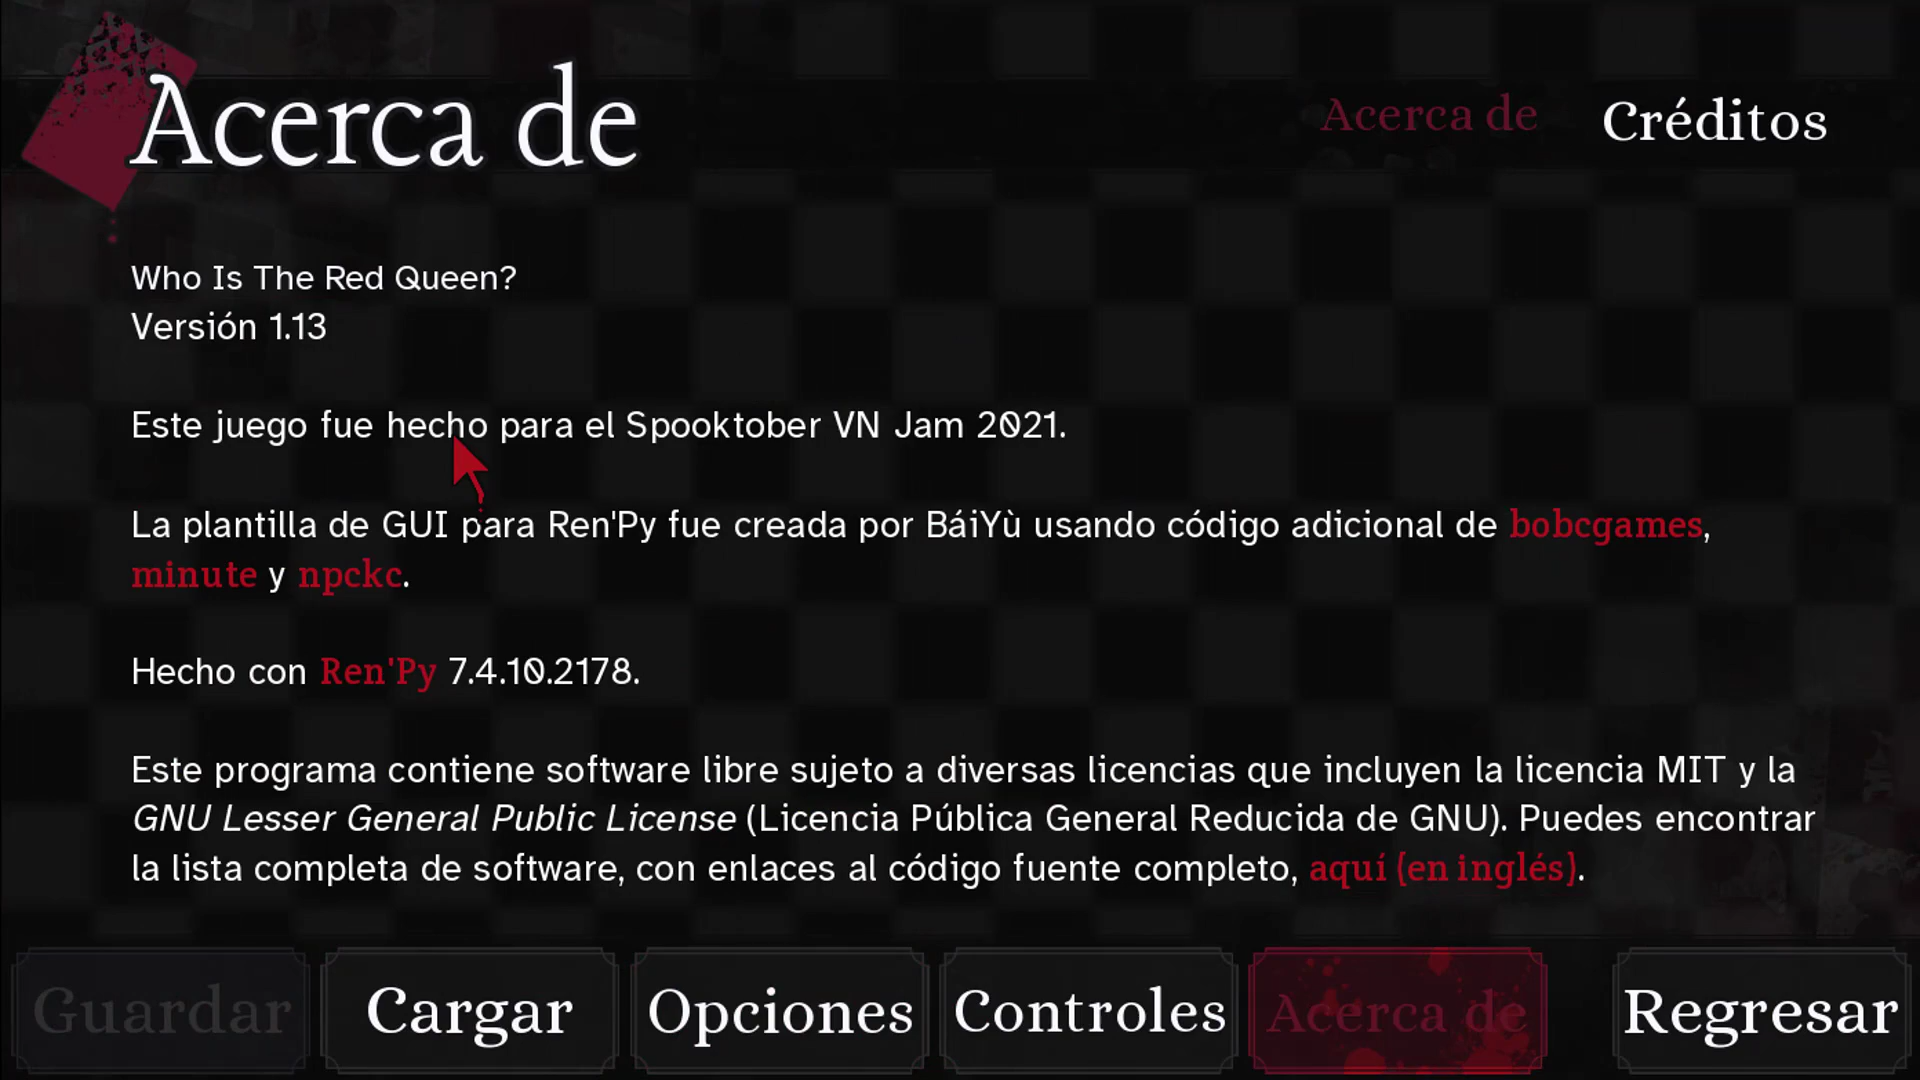 Acerca de
Acerca de Créditos
Who Is The Red Queen?
Versión 1.13
Este juego fue hecho para el Spooktober VN Jam 2021.
La plantilla de GUI para Ren'Py fue creada por BáiYù usando código adicional de bobcgames,
minute y npckc.
Hecho con Ren'Py 7.4.10.2178.
Este programa contiene software libre sujeto a diversas licencias que incluyen la licencia MIT y la
GNU Lesser General Public License (Licencia Pública General Reducida de GNU). Puedes encontrar
la lista completa de software, con enlaces al código fuente completo, aquí (en inglés).
Guardar Cargar Opciones Controles Acerca de Regresar